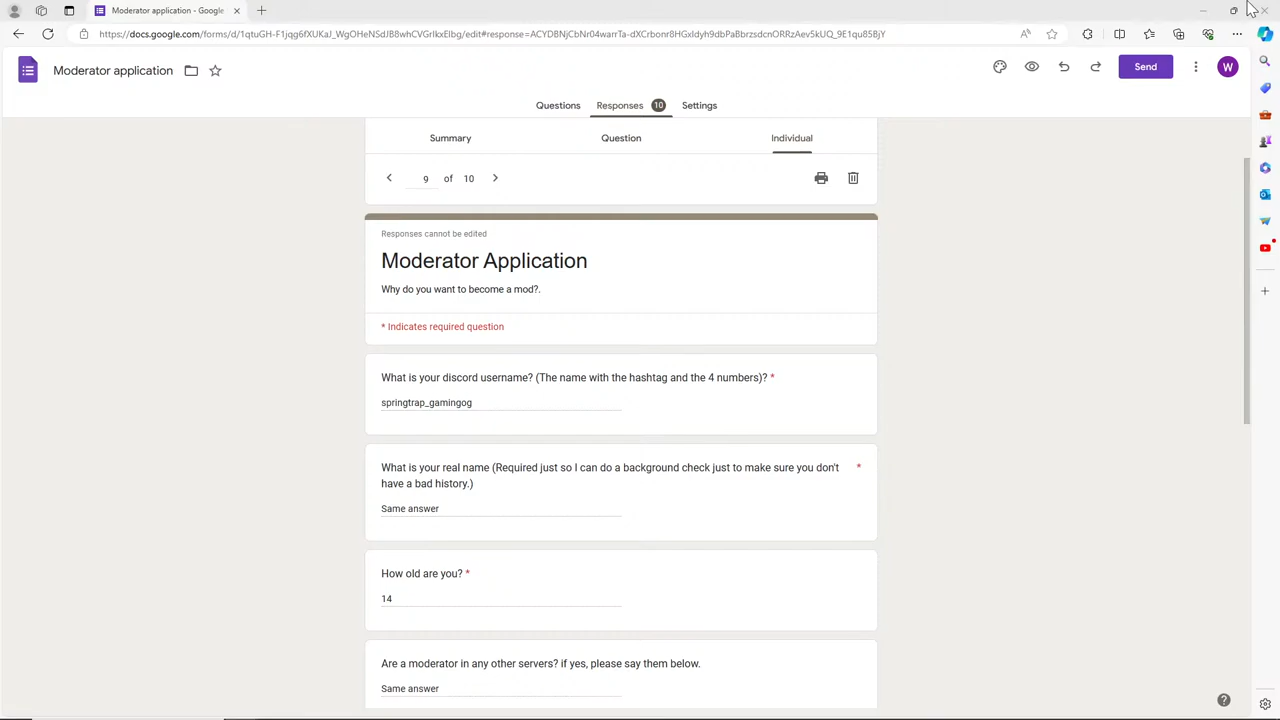 Moderator application - Google
https://docs.google.com/forms/d/1qtuGH-F1jqg6fXUKaJ_WgOHeNSdJB8whCVGrIkxEIbg/edit#response=ACYDBNjCbNr04warrTa-dXCrbonr8HGxIdyh9dbPaBbrzsdcnORRzAev5kUQ_9E1qu85BjY
Moderator application
Send
W
Questions
Responses 10
Settings
Summary
Question
Individual
9 of 10
Responses cannot be edited
Moderator Application
Why do you want to become a mod?.
* Indicates required question
What is your discord username? (The name with the hashtag and the 4 numbers)? *
springtrap_gamingog
What is your real name (Required just so I can do a background check just to make sure you don't *
have a bad history.)
Same answer
How old are you? *
14
Are a moderator in any other servers? if yes, please say them below.
Same answer